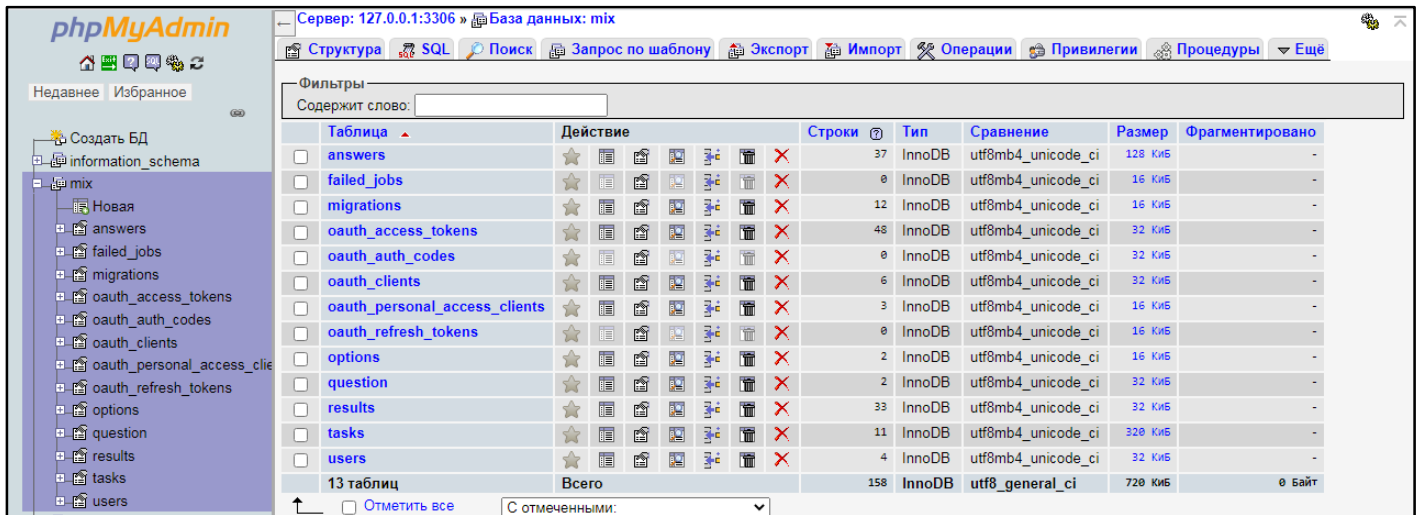 phpMyAdmin
Недавнее Избранное
Создать БД
information_schema
mix
Новая
answers
failed_jobs
migrations
oauth_access_tokens
oauth_auth_codes
oauth_clients
oauth_personal_access_clie
oauth_refresh_tokens
options
question
results
tasks
users
Сервер: 127.0.0.1:3306 » База данных: mix
Структура SQL Поиск Запрос по шаблону Экспорт Импорт Операции Привилегии Процедуры Ещё
Фильтры
Содержит слово:
Таблица Действие Строки Тип Сравнение Размер Фрагментировано
answers 37 InnoDB utf8mb4_unicode_ci 128 КиБ -
failed_jobs 0 InnoDB utf8mb4_unicode_ci 16 КиБ -
migrations 12 InnoDB utf8mb4_unicode_ci 16 КиБ -
oauth_access_tokens 48 InnoDB utf8mb4_unicode_ci 32 КиБ -
oauth_auth_codes 0 InnoDB utf8mb4_unicode_ci 32 КиБ -
oauth_clients 6 InnoDB utf8mb4_unicode_ci 32 КиБ -
oauth_personal_access_clients 3 InnoDB utf8mb4_unicode_ci 16 КиБ -
oauth_refresh_tokens 0 InnoDB utf8mb4_unicode_ci 16 КиБ -
options 2 InnoDB utf8mb4_unicode_ci 16 КиБ -
question 2 InnoDB utf8mb4_unicode_ci 32 КиБ -
results 33 InnoDB utf8mb4_unicode_ci 32 КиБ -
tasks 11 InnoDB utf8mb4_unicode_ci 320 КиБ -
users 4 InnoDB utf8mb4_unicode_ci 32 КиБ -
13 таблиц Всего 158 InnoDB utf8_general_ci 720 КиБ 0 Байт
Отметить все С отмеченными: